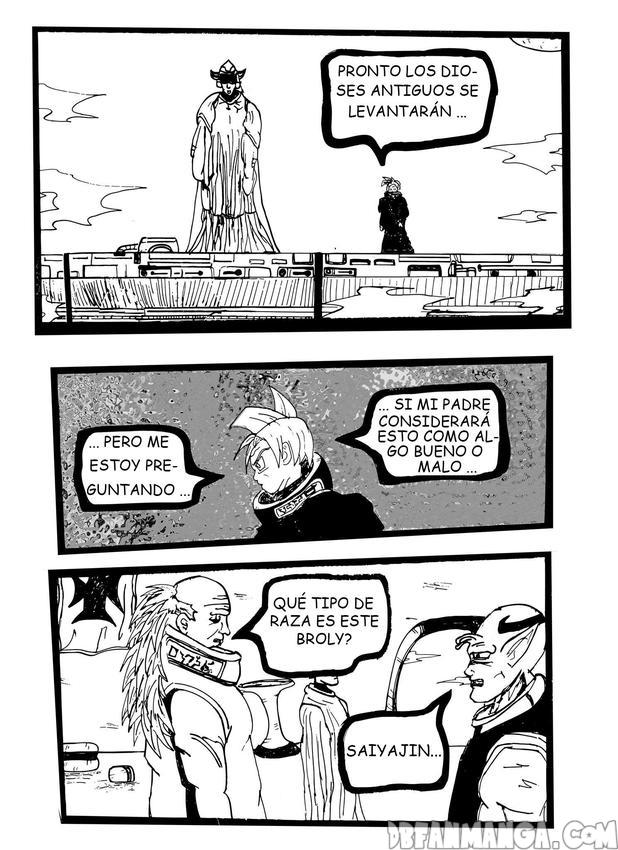 PRONTO LOS DIO-
SES ANTIGUOS SE
LEVANTARÁN ...
... PERO ME
ESTOY PRE-
GUNTANDO ...
... SI MI PADRE
CONSIDERARÁ
ESTO COMO AL-
GO BUENO O
MALO ...
QUÉ TIPO DE
RAZA ES ESTE
BROLY?
SAIYAJIN...
DBFANMANGA.COM